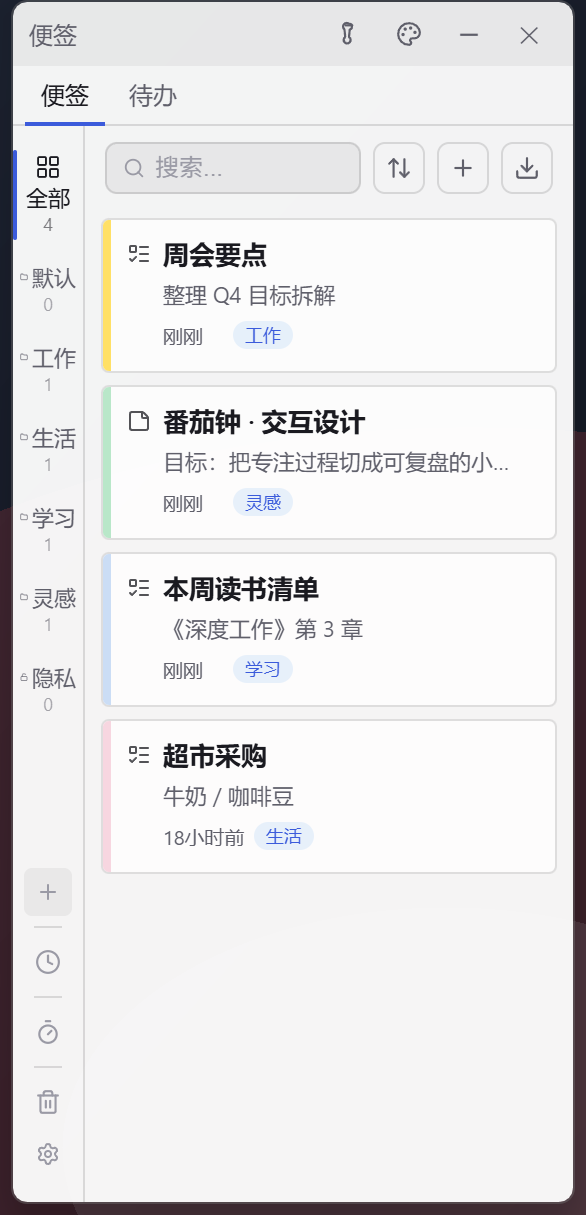 便签
便签 待办
全部
4
默认
0
工作
1
生活
1
学习
1
灵感
1
隐私
0
搜索...
周会要点
整理 Q4 目标拆解
刚刚 工作
番茄钟 · 交互设计
目标：把专注过程切成可复盘的小...
刚刚 灵感
本周读书清单
《深度工作》第 3 章
刚刚 学习
超市采购
牛奶 / 咖啡豆
18小时前 生活